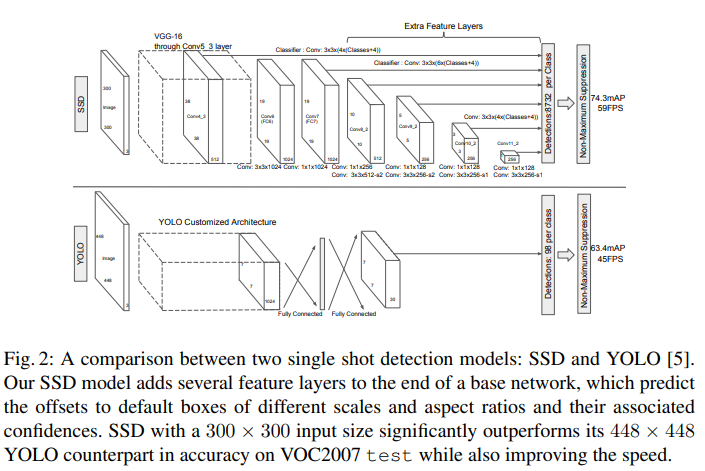 Extra Feature Layers
VGG-16
through Conv5_3 layer
Classifier : Conv: 3x3x(4x(Classes+4))
Classifier : Conv: 3x3x(6x(Classes+4))
SSD
300
Image
300
3
38
Conv4_3
38
512
19
Conv6
(FC6)
19
1024
19
Conv7
(FC7)
19
1024
10
Conv8_2
10
512
5
Conv9_2
5
256
Conv: 3x3x(4x(Classes+4))
3
Conv10_2
3
256
Conv11_2
256
Conv: 3x3x1024
Conv: 1x1x1024
Conv: 1x1x256
Conv: 3x3x512-s2
Conv: 1x1x128
Conv: 3x3x256-s2
Conv: 1x1x128
Conv: 3x3x256-s1
Conv: 1x1x128
Conv: 3x3x256-s1
Detections:8732 per Class
Non-Maximum Suppression
74.3mAP
59FPS
YOLO
448
Image
448
3
YOLO Customized Architecture
7
7
1024
Fully Connected
Fully Connected
7
7
30
Detections: 98 per class
Non-Maximum Suppression
63.4mAP
45FPS
Fig. 2: A comparison between two single shot detection models: SSD and YOLO [5].
Our SSD model adds several feature layers to the end of a base network, which predict
the offsets to default boxes of different scales and aspect ratios and their associated
confidences. SSD with a 300 × 300 input size significantly outperforms its 448 × 448
YOLO counterpart in accuracy on VOC2007 test while also improving the speed.